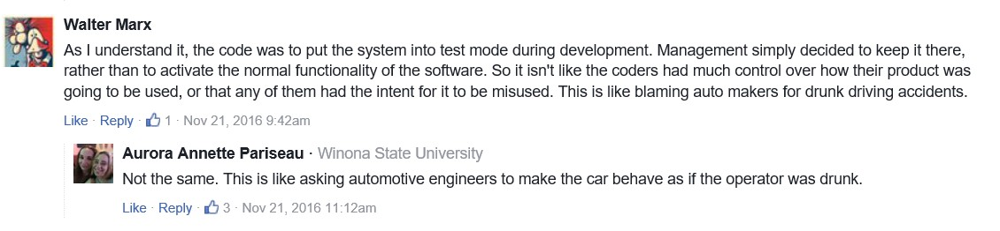 Walter Marx
As I understand it, the code was to put the system into test mode during development. Management simply decided to keep it there,
rather than to activate the normal functionality of the software. So it isn't like the coders had much control over how their product was
going to be used, or that any of them had the intent for it to be misused. This is like blaming auto makers for drunk driving accidents.
Like · Reply · 1 · Nov 21, 2016 9:42am
Aurora Annette Pariseau · Winona State University
Not the same. This is like asking automotive engineers to make the car behave as if the operator was drunk.
Like · Reply · 3 · Nov 21, 2016 11:12am